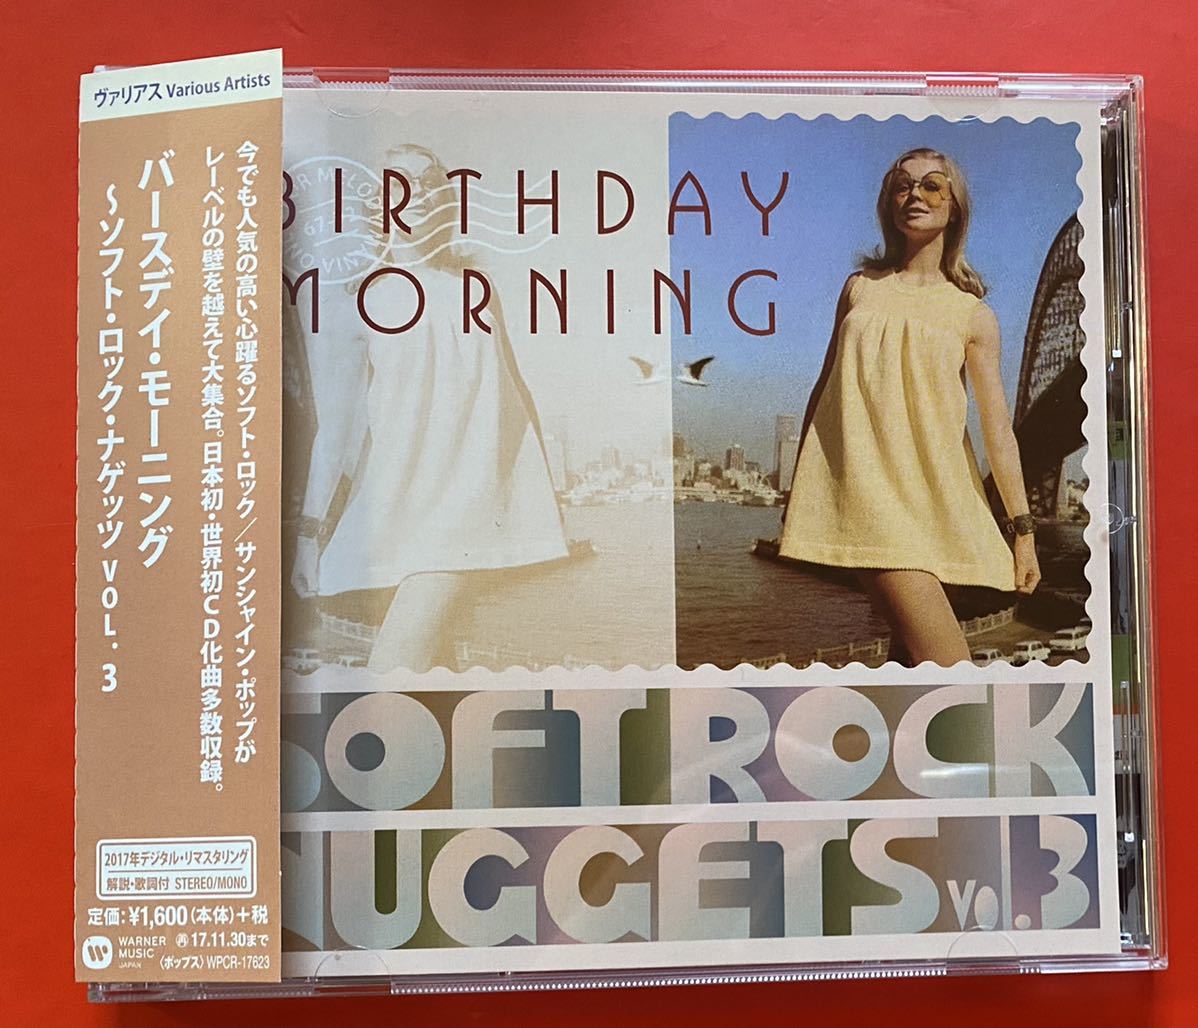 ヴァリアス Various Artists
今でも人気の高い心躍るソフト・ロック/サンシャイン・ポップが
レーベルの壁を越えて大集合。日本初・世界初CD化曲多数収録。
バースデイ・モーニング
～ソフト・ロック・ナゲッツ VOL. 3
2017年デジタル・リマスタリング
解説・歌詞付 STEREO/MONO
定価:¥1,600(本体)+税
WARNER
MUSIC
JAPAN
再 17.11.30まで
〈ポップス〉WPCR-17623
BIRTHDAY
MORNING
SOFT ROCK
NUGGETS VOL.3